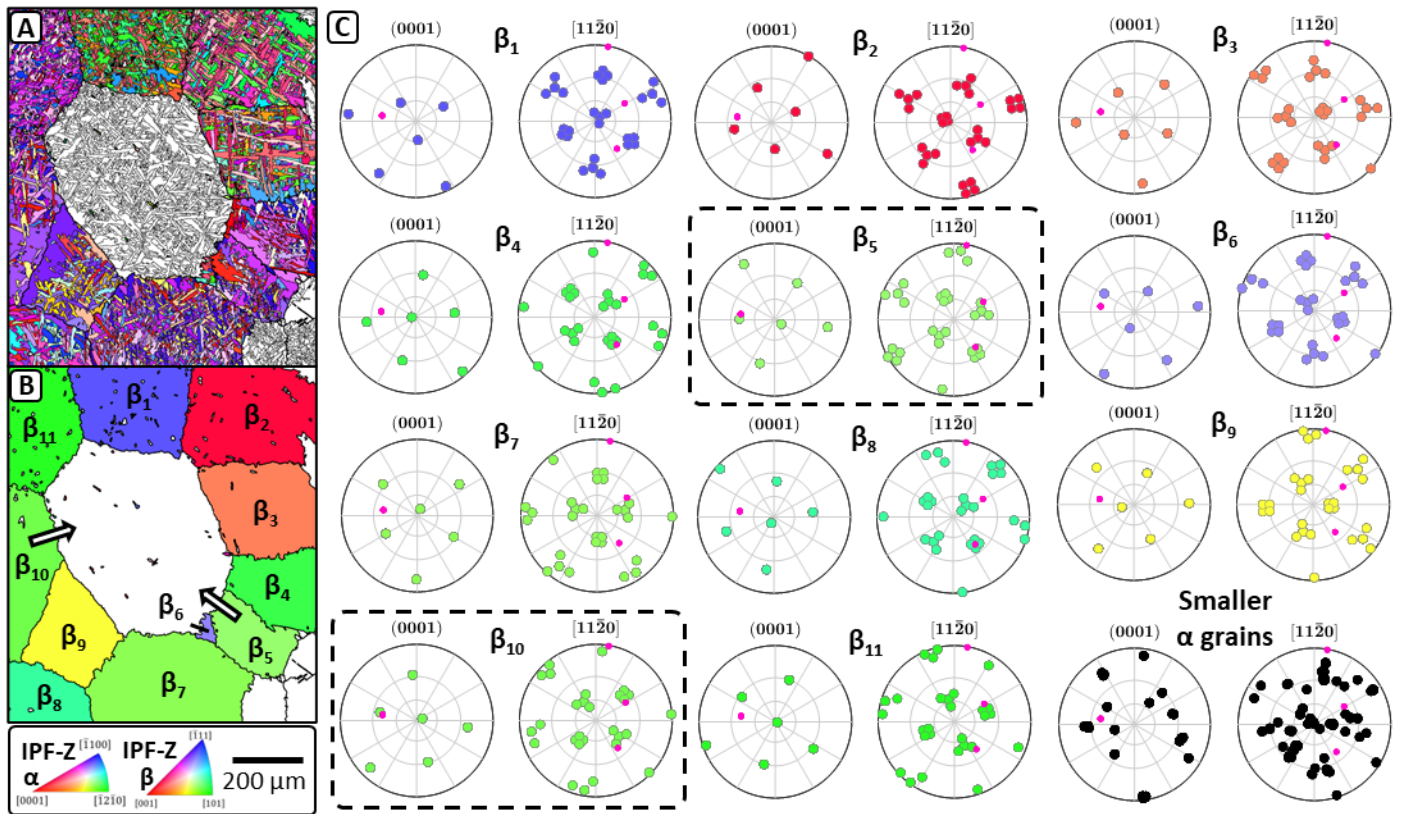 A
C
(0001) β₁ [112̄0]
(0001) β₂ [112̄0]
(0001) β₃ [112̄0]
(0001) β₄ [112̄0]
(0001) β₅ [112̄0]
(0001) β₆ [112̄0]
(0001) β₇ [112̄0]
(0001) β₈ [112̄0]
(0001) β₉ [112̄0]
(0001) β₁₀ [112̄0]
(0001) β₁₁ [112̄0]
Smaller
α grains
(0001) [112̄0]
B
β₁₁ β₁ β₂
β₃
β₁₀
β₄
β₆
β₉ β₅
β₈ β₇
IPF-Z [1̄100] IPF-Z [1̄11]
α β
[0001] [1̄21̄0] [001] [101]
200 μm